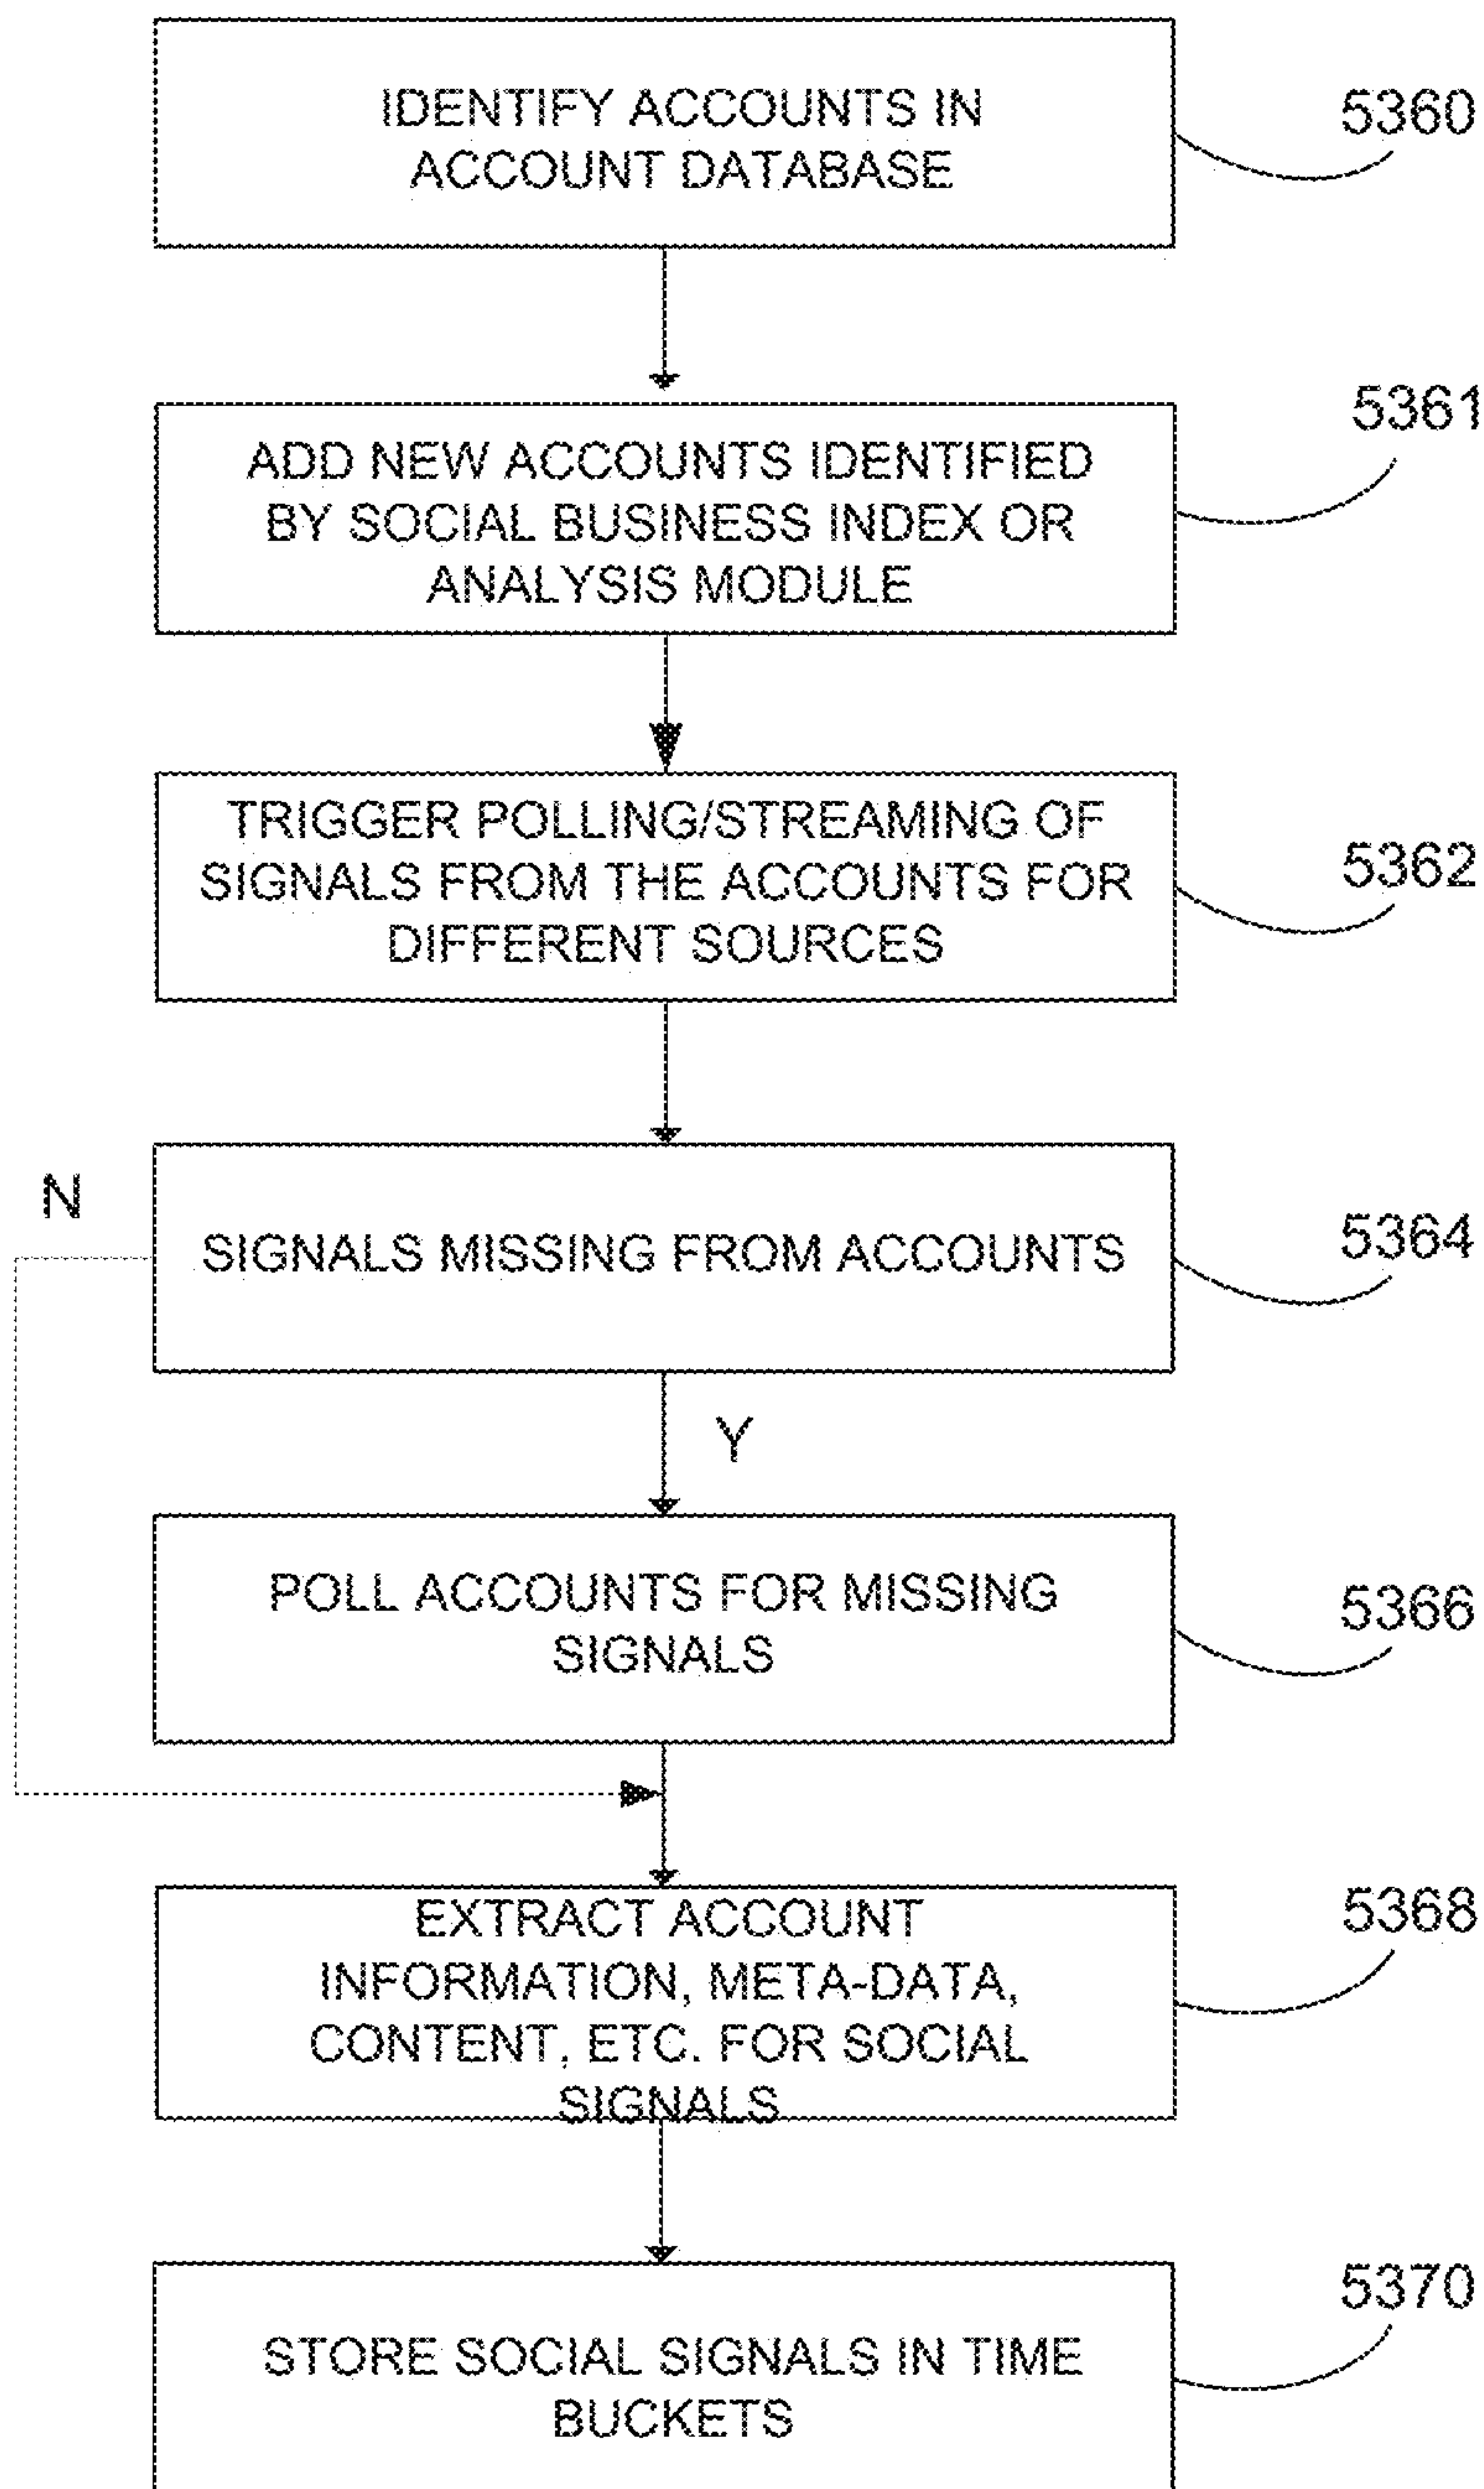 IDENTIFY ACCOUNTS IN
ACCOUNT DATABASE
5360
ADD NEW ACCOUNTS IDENTIFIED
BY SOCIAL BUSINESS INDEX OR
ANALYSIS MODULE
5361
TRIGGER POLLING/STREAMING OF
SIGNALS FROM THE ACCOUNTS FOR
DIFFERENT SOURCES
5362
N
SIGNALS MISSING FROM ACCOUNTS
5364
Y
POLL ACCOUNTS FOR MISSING
SIGNALS
5366
EXTRACT ACCOUNT
INFORMATION, META-DATA,
CONTENT, ETC. FOR SOCIAL
SIGNALS
5368
STORE SOCIAL SIGNALS IN TIME
BUCKETS
5370